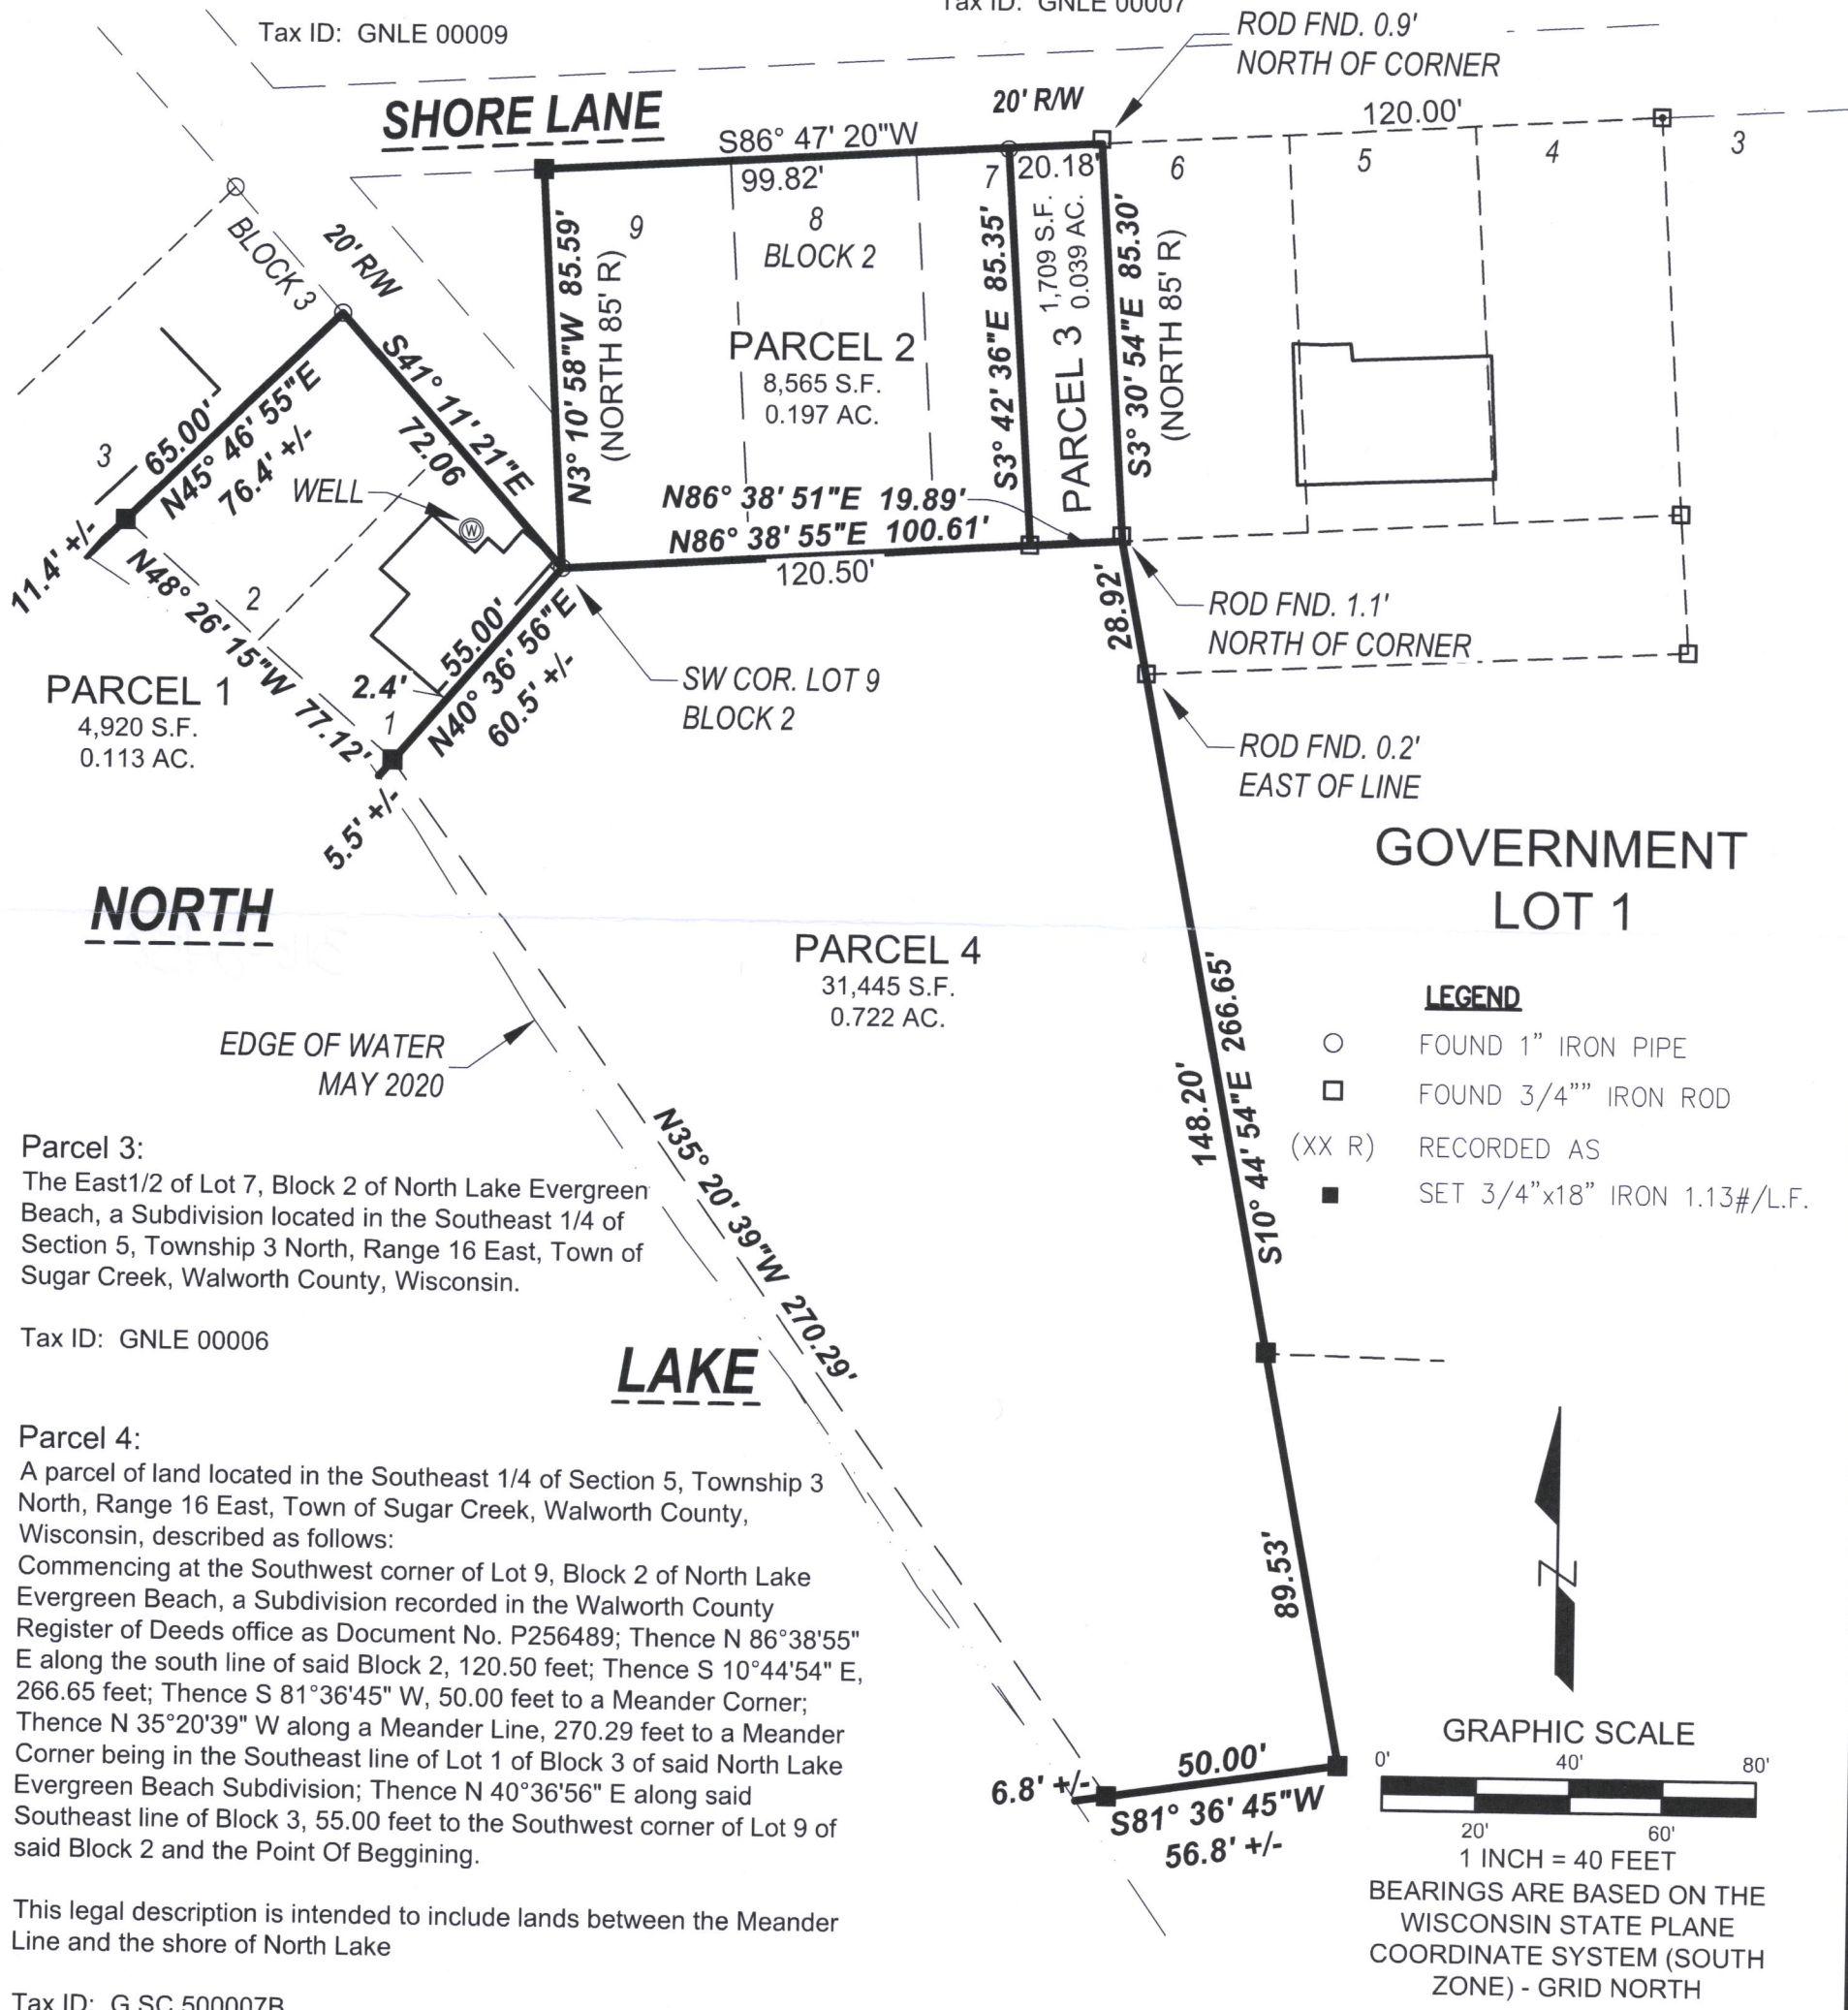 Tax ID: GNLE 00009
Tax ID: GNLE 00007
ROD FND. 0.9'
NORTH OF CORNER
SHORE LANE
20' R/W
S86° 47' 20"W
99.82'
20.18'
120.00'
9
8
7
6
5
4
3
BLOCK 2
BLOCK 3
20' R/W
N3° 10' 58"W 85.59'
(NORTH 85' R)
PARCEL 2
8,565 S.F.
0.197 AC.
S3° 42' 36"E 85.35'
PARCEL 3
1,709 S.F.
0.039 AC.
S3° 30' 54"E 85.30'
(NORTH 85' R)
S41° 11' 21"E
72.06
65.00'
N45° 46' 55"E
76.4' +/-
3
WELL
W
11.4' +/-
N48° 26' 15"W 77.12'
2
N86° 38' 51"E 19.89'
N86° 38' 55"E 100.61'
120.50'
55.00'
N40° 36' 56"E
60.5' +/-
2.4'
1
5.5' +/-
PARCEL 1
4,920 S.F.
0.113 AC.
SW COR. LOT 9
BLOCK 2
28.92'
ROD FND. 1.1'
NORTH OF CORNER
ROD FND. 0.2'
EAST OF LINE
GOVERNMENT
LOT 1
NORTH
PARCEL 4
31,445 S.F.
0.722 AC.
EDGE OF WATER
MAY 2020
148.20'
S10° 44' 54"E 266.65'
LEGEND
FOUND 1" IRON PIPE
FOUND 3/4"" IRON ROD
(XX R) RECORDED AS
SET 3/4"x18" IRON 1.13#/L.F.
N35° 20' 39"W 270.29'
Parcel 3:
The East1/2 of Lot 7, Block 2 of North Lake Evergreen
Beach, a Subdivision located in the Southeast 1/4 of
Section 5, Township 3 North, Range 16 East, Town of
Sugar Creek, Walworth County, Wisconsin.
Tax ID: GNLE 00006
LAKE
Parcel 4:
A parcel of land located in the Southeast 1/4 of Section 5, Township 3
North, Range 16 East, Town of Sugar Creek, Walworth County,
Wisconsin, described as follows:
Commencing at the Southwest corner of Lot 9, Block 2 of North Lake
Evergreen Beach, a Subdivision recorded in the Walworth County
Register of Deeds office as Document No. P256489; Thence N 86°38'55"
E along the south line of said Block 2, 120.50 feet; Thence S 10°44'54" E,
266.65 feet; Thence S 81°36'45" W, 50.00 feet to a Meander Corner;
Thence N 35°20'39" W along a Meander Line, 270.29 feet to a Meander
Corner being in the Southeast line of Lot 1 of Block 3 of said North Lake
Evergreen Beach Subdivision; Thence N 40°36'56" E along said
Southeast line of Block 3, 55.00 feet to the Southwest corner of Lot 9 of
said Block 2 and the Point Of Beggining.
This legal description is intended to include lands between the Meander
Line and the shore of North Lake
Tax ID: G SC 500007B
89.53'
6.8' +/-
50.00'
S81° 36' 45"W
56.8' +/-
N
GRAPHIC SCALE
0' 40' 80'
20' 60'
1 INCH = 40 FEET
BEARINGS ARE BASED ON THE
WISCONSIN STATE PLANE
COORDINATE SYSTEM (SOUTH
ZONE) - GRID NORTH